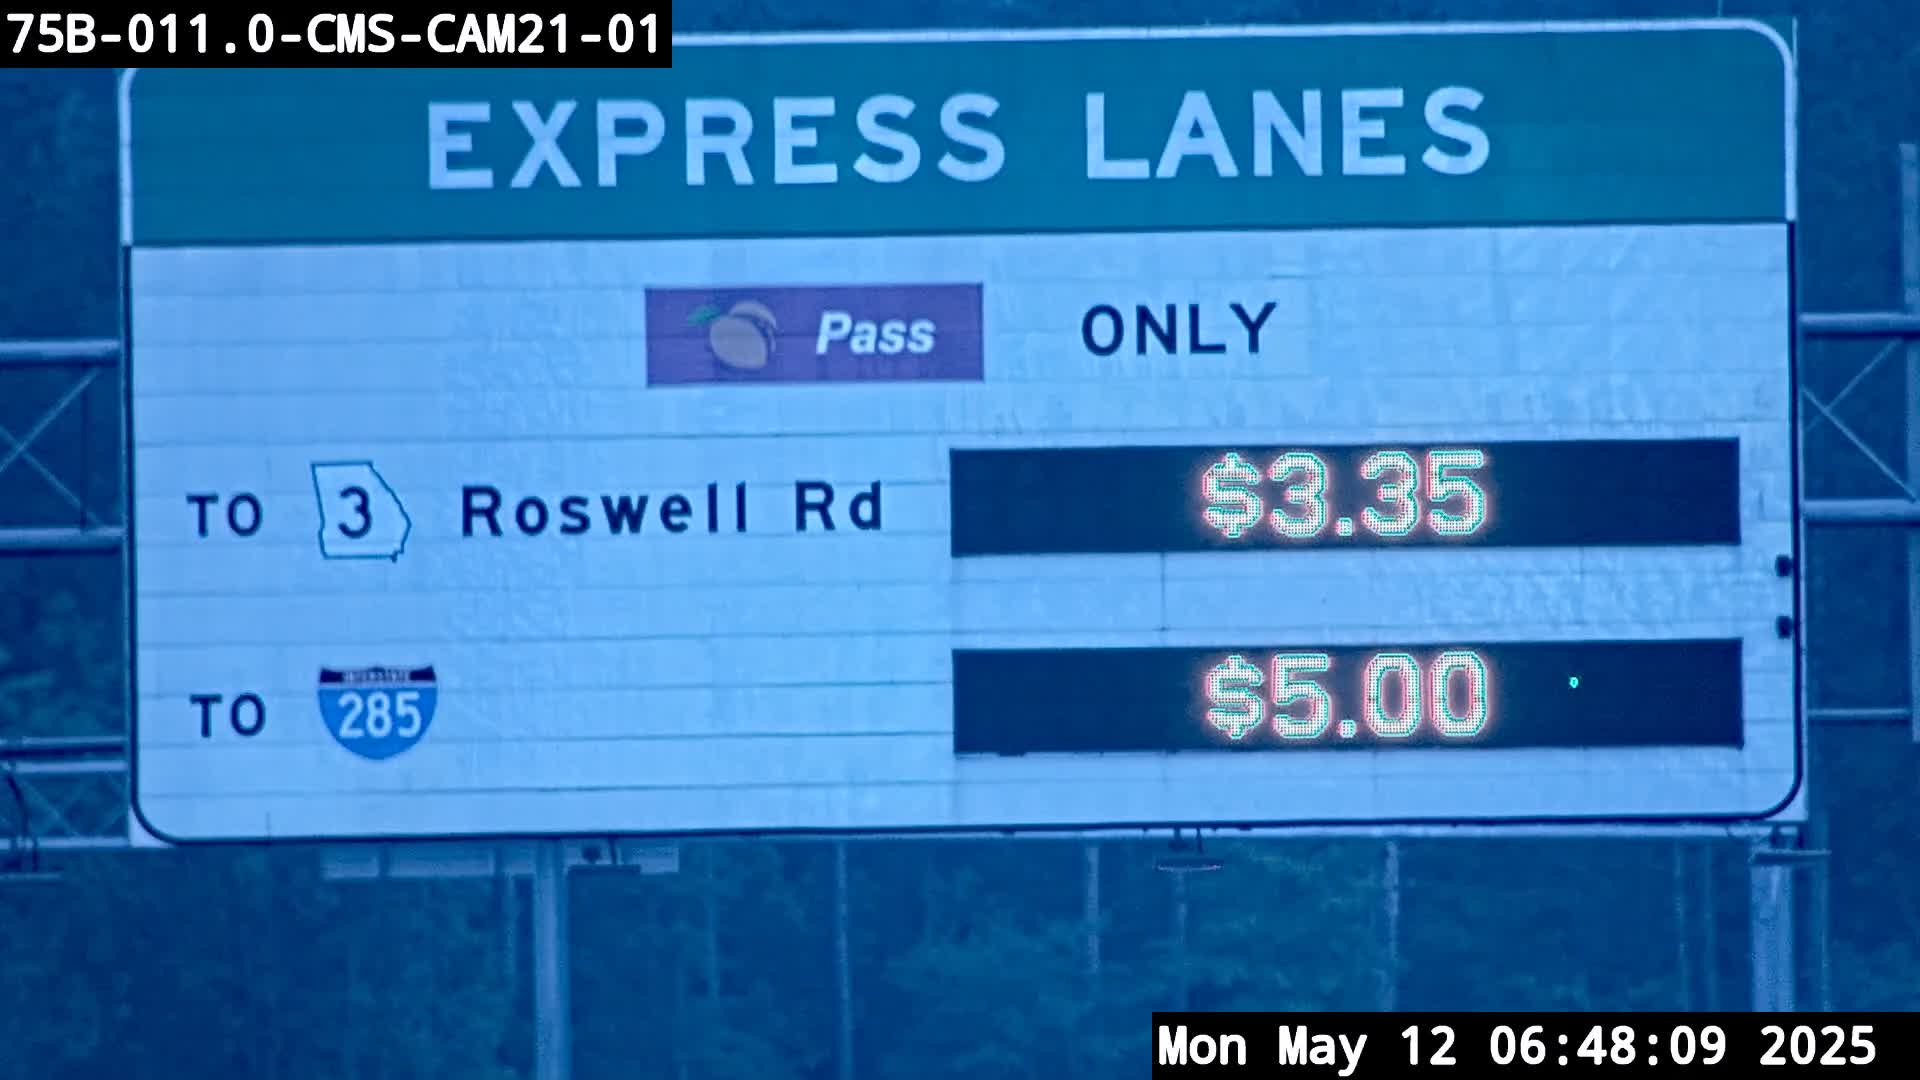 75B-011.0-CMS-CAM21-01
EXPRESS LANES
Pass ONLY
TO 3 Roswell Rd $3.35
INTERSTATE
TO 285 $5.00
Mon May 12 06:48:09 2025